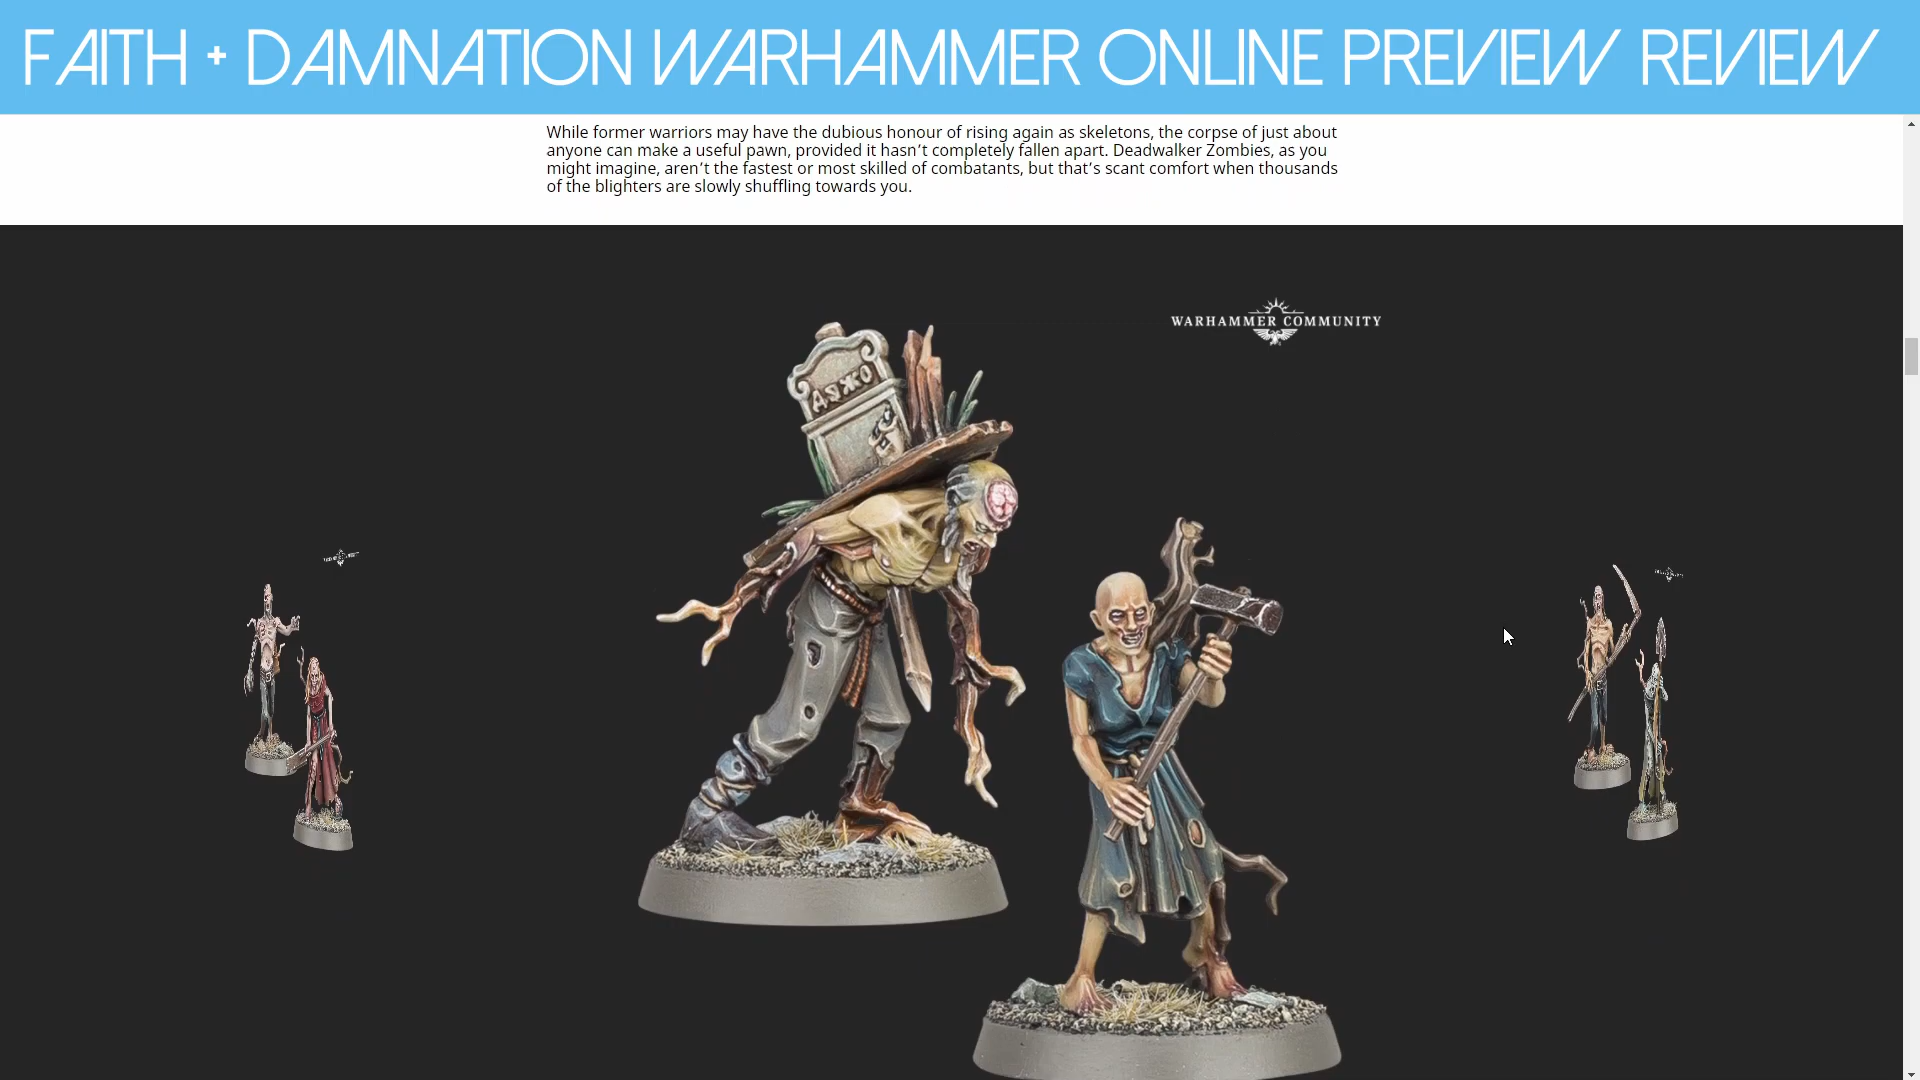 FAITH + DAMNATION WARHAMMER ONLINE PREVIEW REVIEW
While former warriors may have the dubious honour of rising again as skeletons, the corpse of just about
anyone can make a useful pawn, provided it hasn’t completely fallen apart. Deadwalker Zombies, as you
might imagine, aren’t the fastest or most skilled of combatants, but that’s scant comfort when thousands
of the blighters are slowly shuffling towards you.
WARHAMMER COMMUNITY